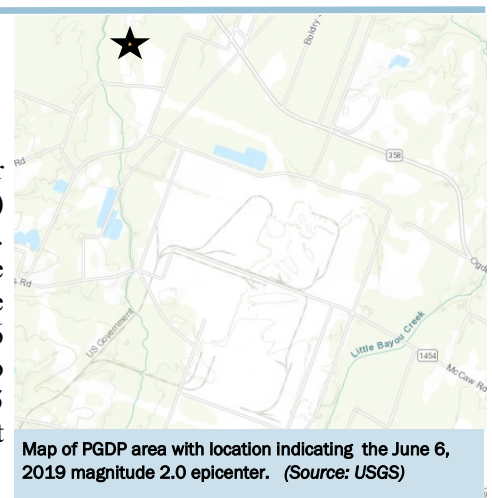 Boldry
358
Rd
Ogd
s Rd
US Government
Little Bayou Creek
1454
McCaw Rd
Map of PGDP area with location indicating the June 6,
2019 magnitude 2.0 epicenter. (Source: USGS)